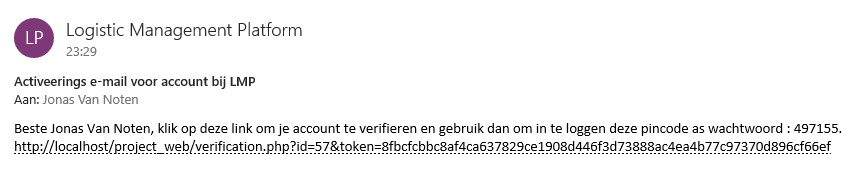 LP
Logistic Management Platform
23:29
Activeerings e-mail voor account bij LMP
Aan: Jonas Van Noten
Beste Jonas Van Noten, klik op deze link om je account te verifieren en gebruik dan om in te loggen deze pincode as wachtwoord : 497155.
http://localhost/project_web/verification.php?id=57&token=8fbcfcbbc8af4ca637829ce1908d446f3d73888ac4ea4b77c97370d896cf66ef